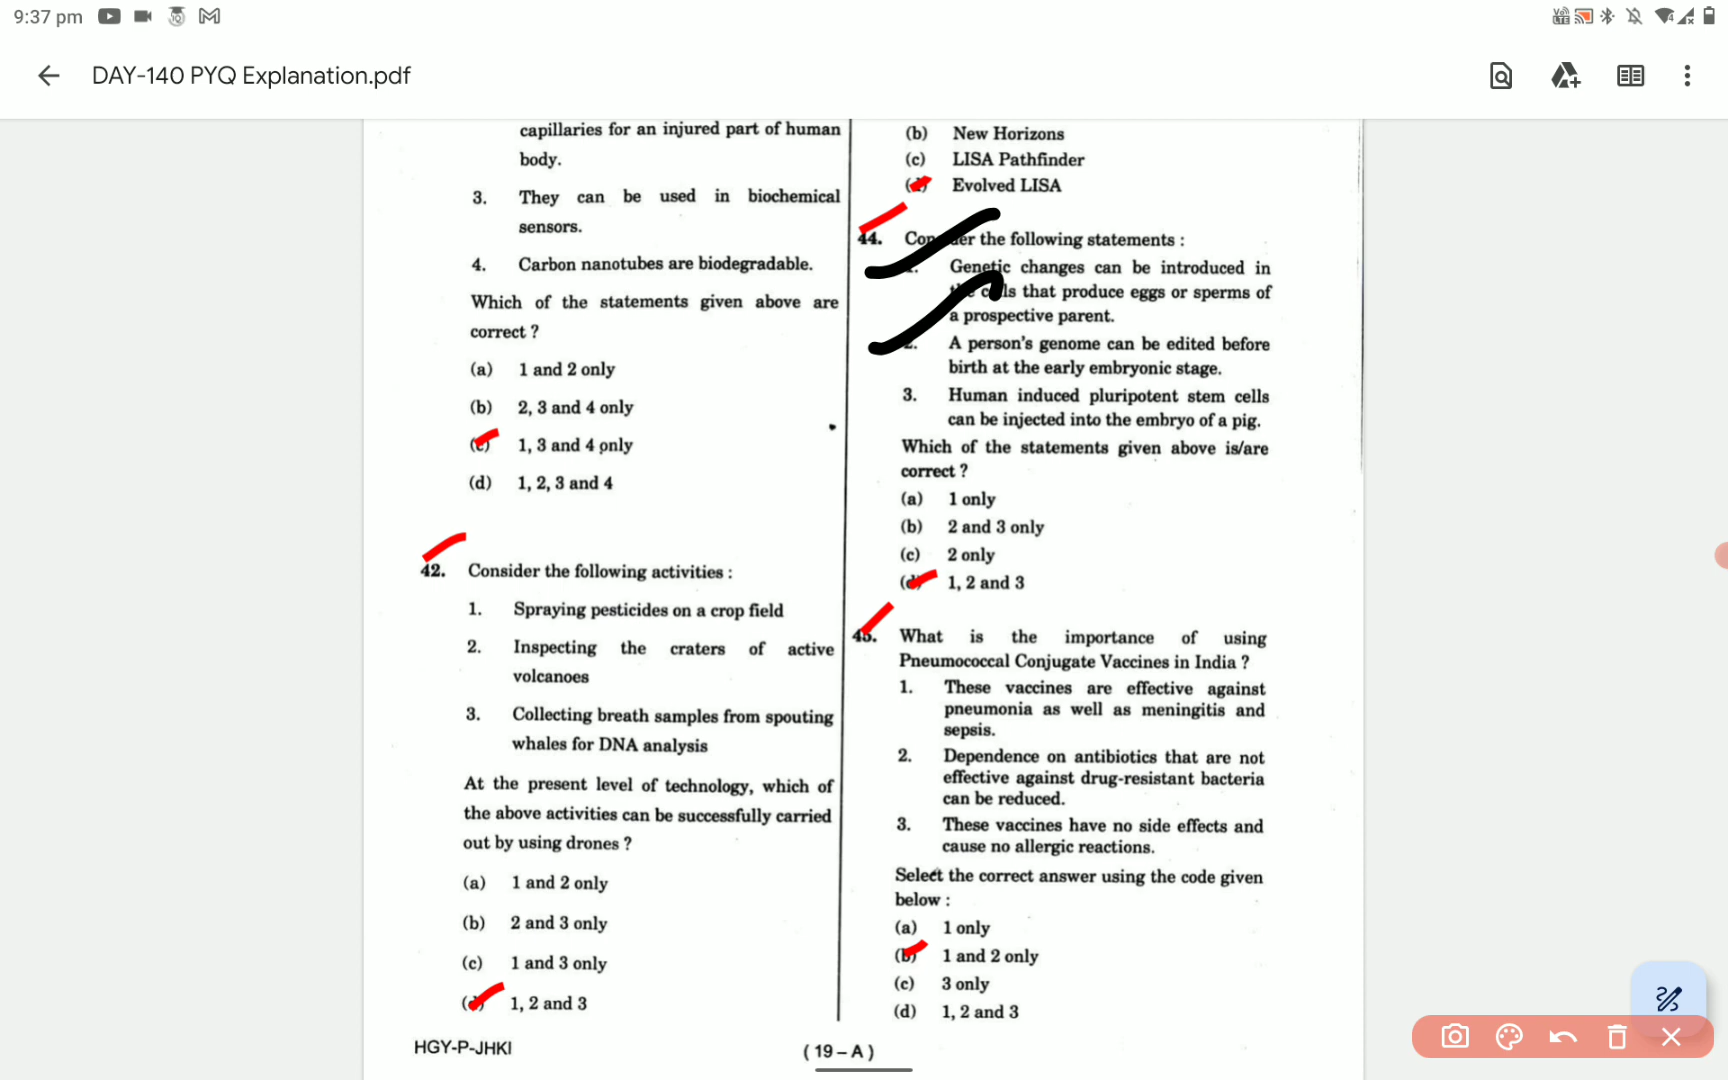 9:37 pm
DAY-140 PYQ Explanation.pdf
capillaries for an injured part of human
body.
3. They can be used in biochemical
sensors.
4. Carbon nanotubes are biodegradable.
Which of the statements given above are
correct ?
(a) 1 and 2 only
(b) 2, 3 and 4 only
(c) 1, 3 and 4 only
(d) 1, 2, 3 and 4
42. Consider the following activities :
1. Spraying pesticides on a crop field
2. Inspecting the craters of active
volcanoes
3. Collecting breath samples from spouting
whales for DNA analysis
At the present level of technology, which of
the above activities can be successfully carried
out by using drones ?
(a) 1 and 2 only
(b) 2 and 3 only
(c) 1 and 3 only
(d) 1, 2 and 3
HGY-P-JHKI
( 19 – A )
(b) New Horizons
(c) LISA Pathfinder
(d) Evolved LISA
44. Consider the following statements :
Genetic changes can be introduced in
the cells that produce eggs or sperms of
a prospective parent.
2. A person's genome can be edited before
birth at the early embryonic stage.
3. Human induced pluripotent stem cells
can be injected into the embryo of a pig.
Which of the statements given above is/are
correct ?
(a) 1 only
(b) 2 and 3 only
(c) 2 only
(d) 1, 2 and 3
45. What is the importance of using
Pneumococcal Conjugate Vaccines in India ?
1. These vaccines are effective against
pneumonia as well as meningitis and
sepsis.
2. Dependence on antibiotics that are not
effective against drug-resistant bacteria
can be reduced.
3. These vaccines have no side effects and
cause no allergic reactions.
Select the correct answer using the code given
below :
(a) 1 only
(b) 1 and 2 only
(c) 3 only
(d) 1, 2 and 3